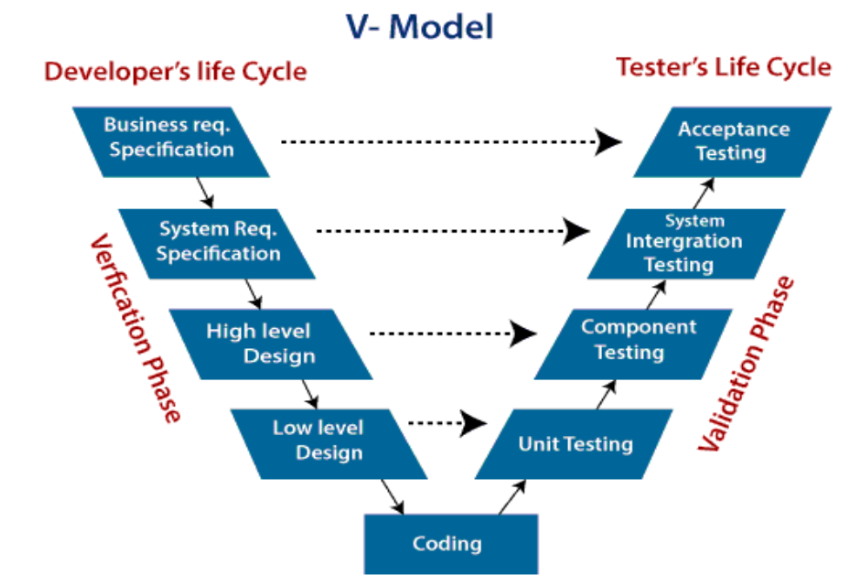 V- Model
Developer's life Cycle
Tester's Life Cycle
Business req.
Specification
Acceptance
Testing
System Req.
Specification
System
Intergration
Testing
Verfication Phase
High level
Design
Component
Testing
Validation Phase
Low level
Design
Unit Testing
Coding